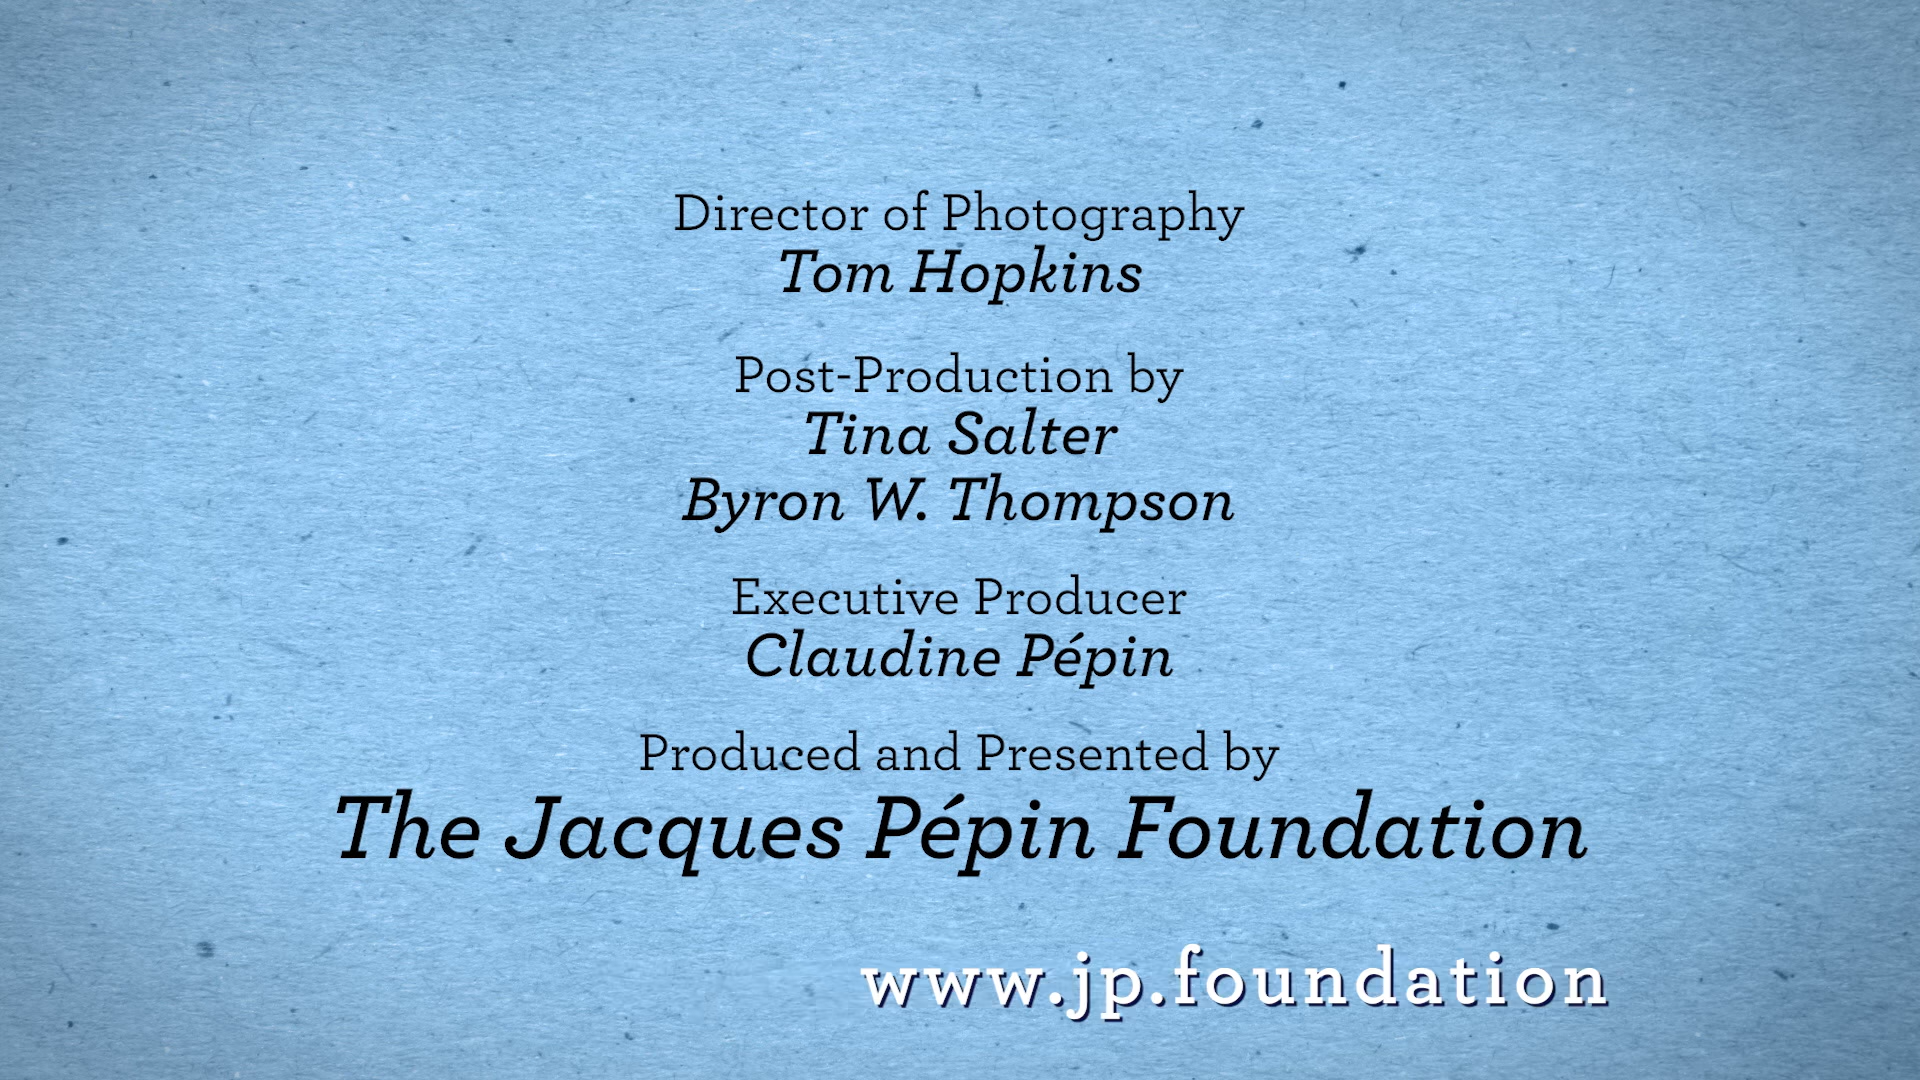 Director of Photography
Tom Hopkins
Post-Production by
Tina Salter
Byron W. Thompson
Executive Producer
Claudine Pépin
Produced and Presented by
The Jacques Pépin Foundation
www.jp.foundation